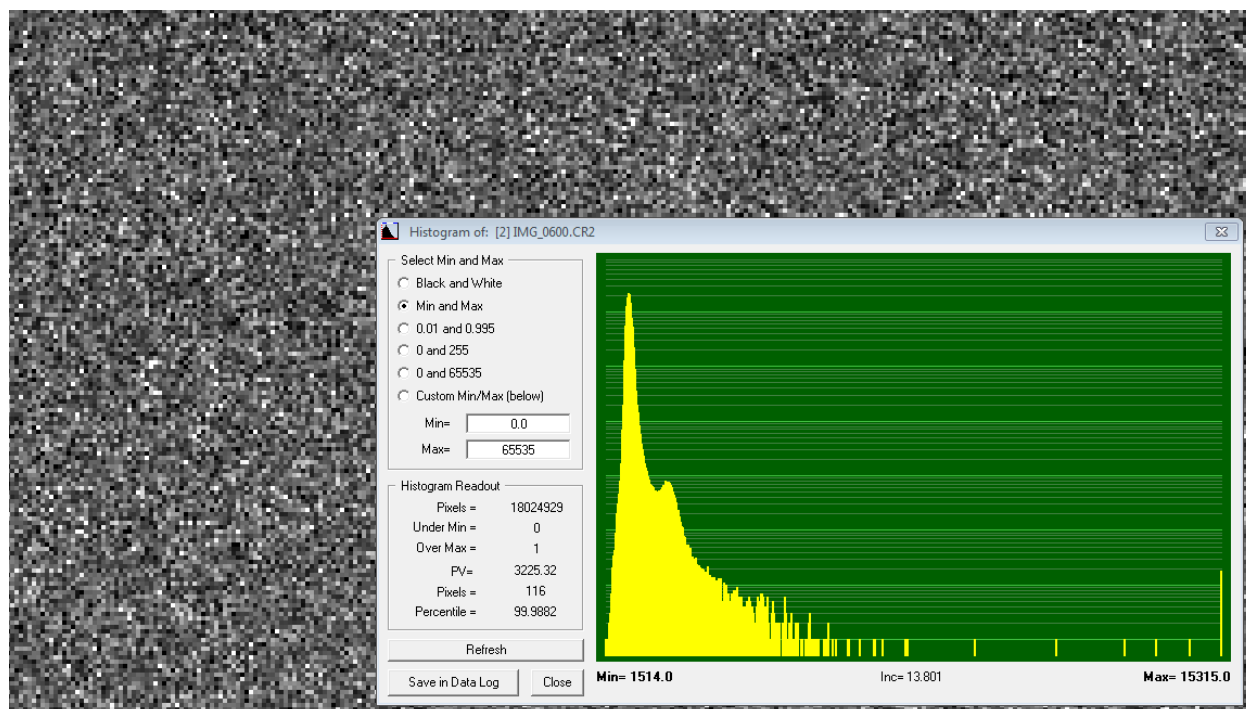 Histogram of: [2] IMG_0600.CR2
Select Min and Max
Black and White
Min and Max
0.01 and 0.995
0 and 255
0 and 65535
Custom Min/Max (below)
Min= 0.0
Max= 65535
Histogram Readout
Pixels = 18024929
Under Min = 0
Over Max = 1
PV= 3225.32
Pixels = 116
Percentile = 99.9882
Refresh
Save in Data Log Close
Min= 1514.0 Inc= 13.801 Max= 15315.0